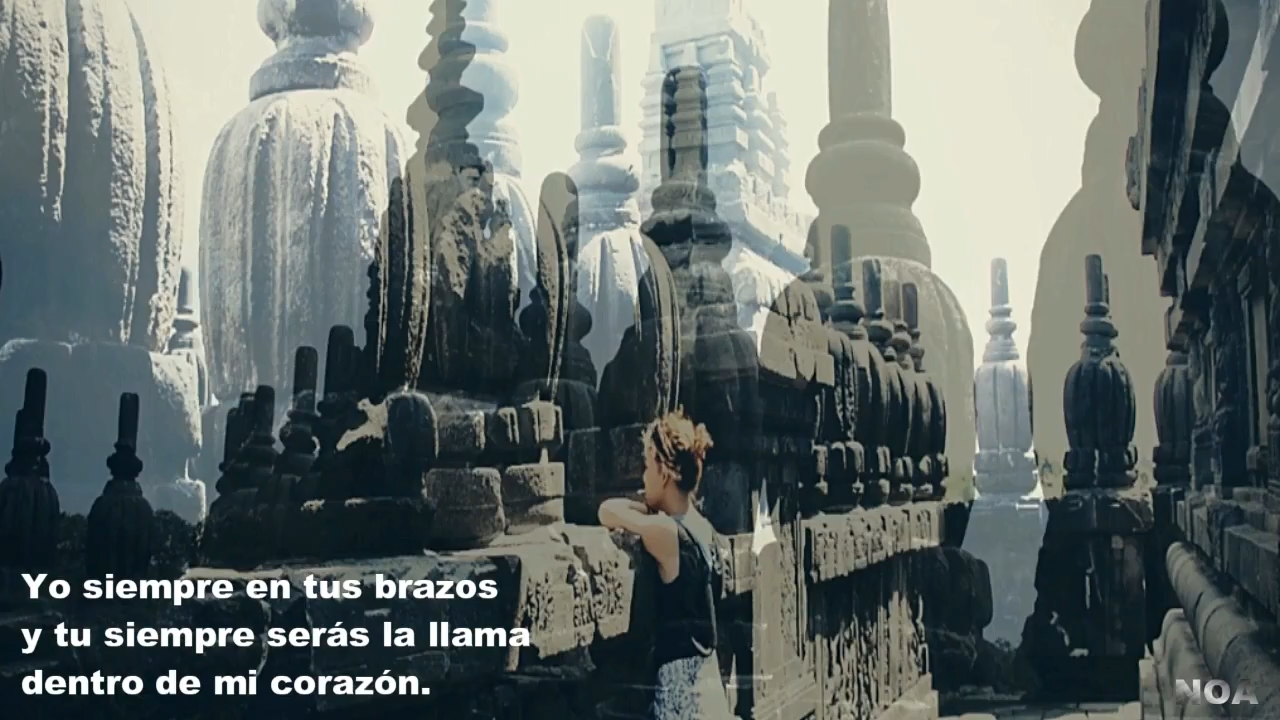 Yo siempre en tus brazos
y tu siempre serás la llama
dentro de mi corazón.
NOA